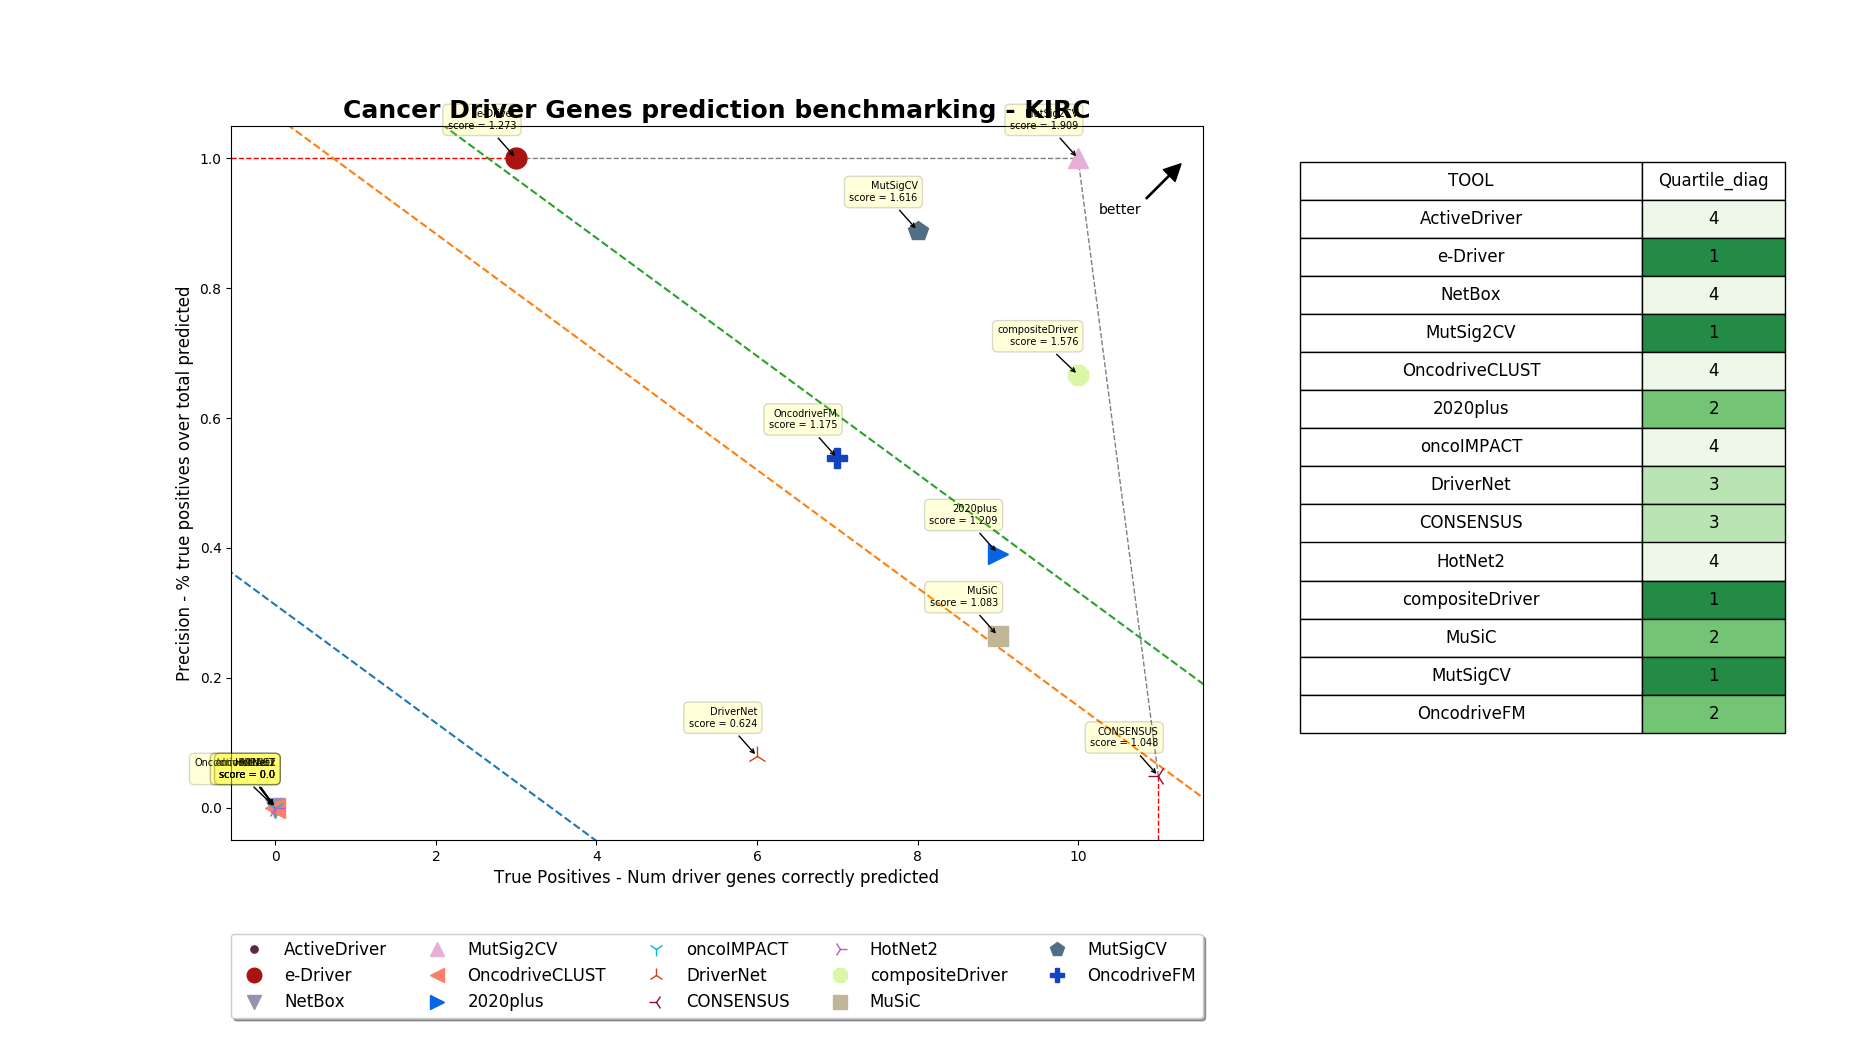 Cancer Driver Genes prediction benchmarking - KIRC
e-Driver
score = 1.273
score = 1.909
MutSigCV
score = 1.616
better
compositeDriver
score = 1.576
OncodriveFM
score = 1.175
2020plus
score = 1.209
MuSiC
score = 1.083
DriverNet
score = 0.624
CONSENSUS
score = 1.048
score = 0.0
Precision - % true positives over total predicted
1.0
0.8
0.6
0.4
0.2
0.0
0 2 4 6 8 10
True Positives - Num driver genes correctly predicted
ActiveDriver
e-Driver
NetBox
MutSig2CV
OncodriveCLUST
2020plus
oncoIMPACT
DriverNet
CONSENSUS
HotNet2
compositeDriver
MuSiC
MutSigCV
OncodriveFM
TOOL Quartile_diag
ActiveDriver 4
e-Driver 1
NetBox 4
MutSig2CV 1
OncodriveCLUST 4
2020plus 2
oncoIMPACT 4
DriverNet 3
CONSENSUS 3
HotNet2 4
compositeDriver 1
MuSiC 2
MutSigCV 1
OncodriveFM 2